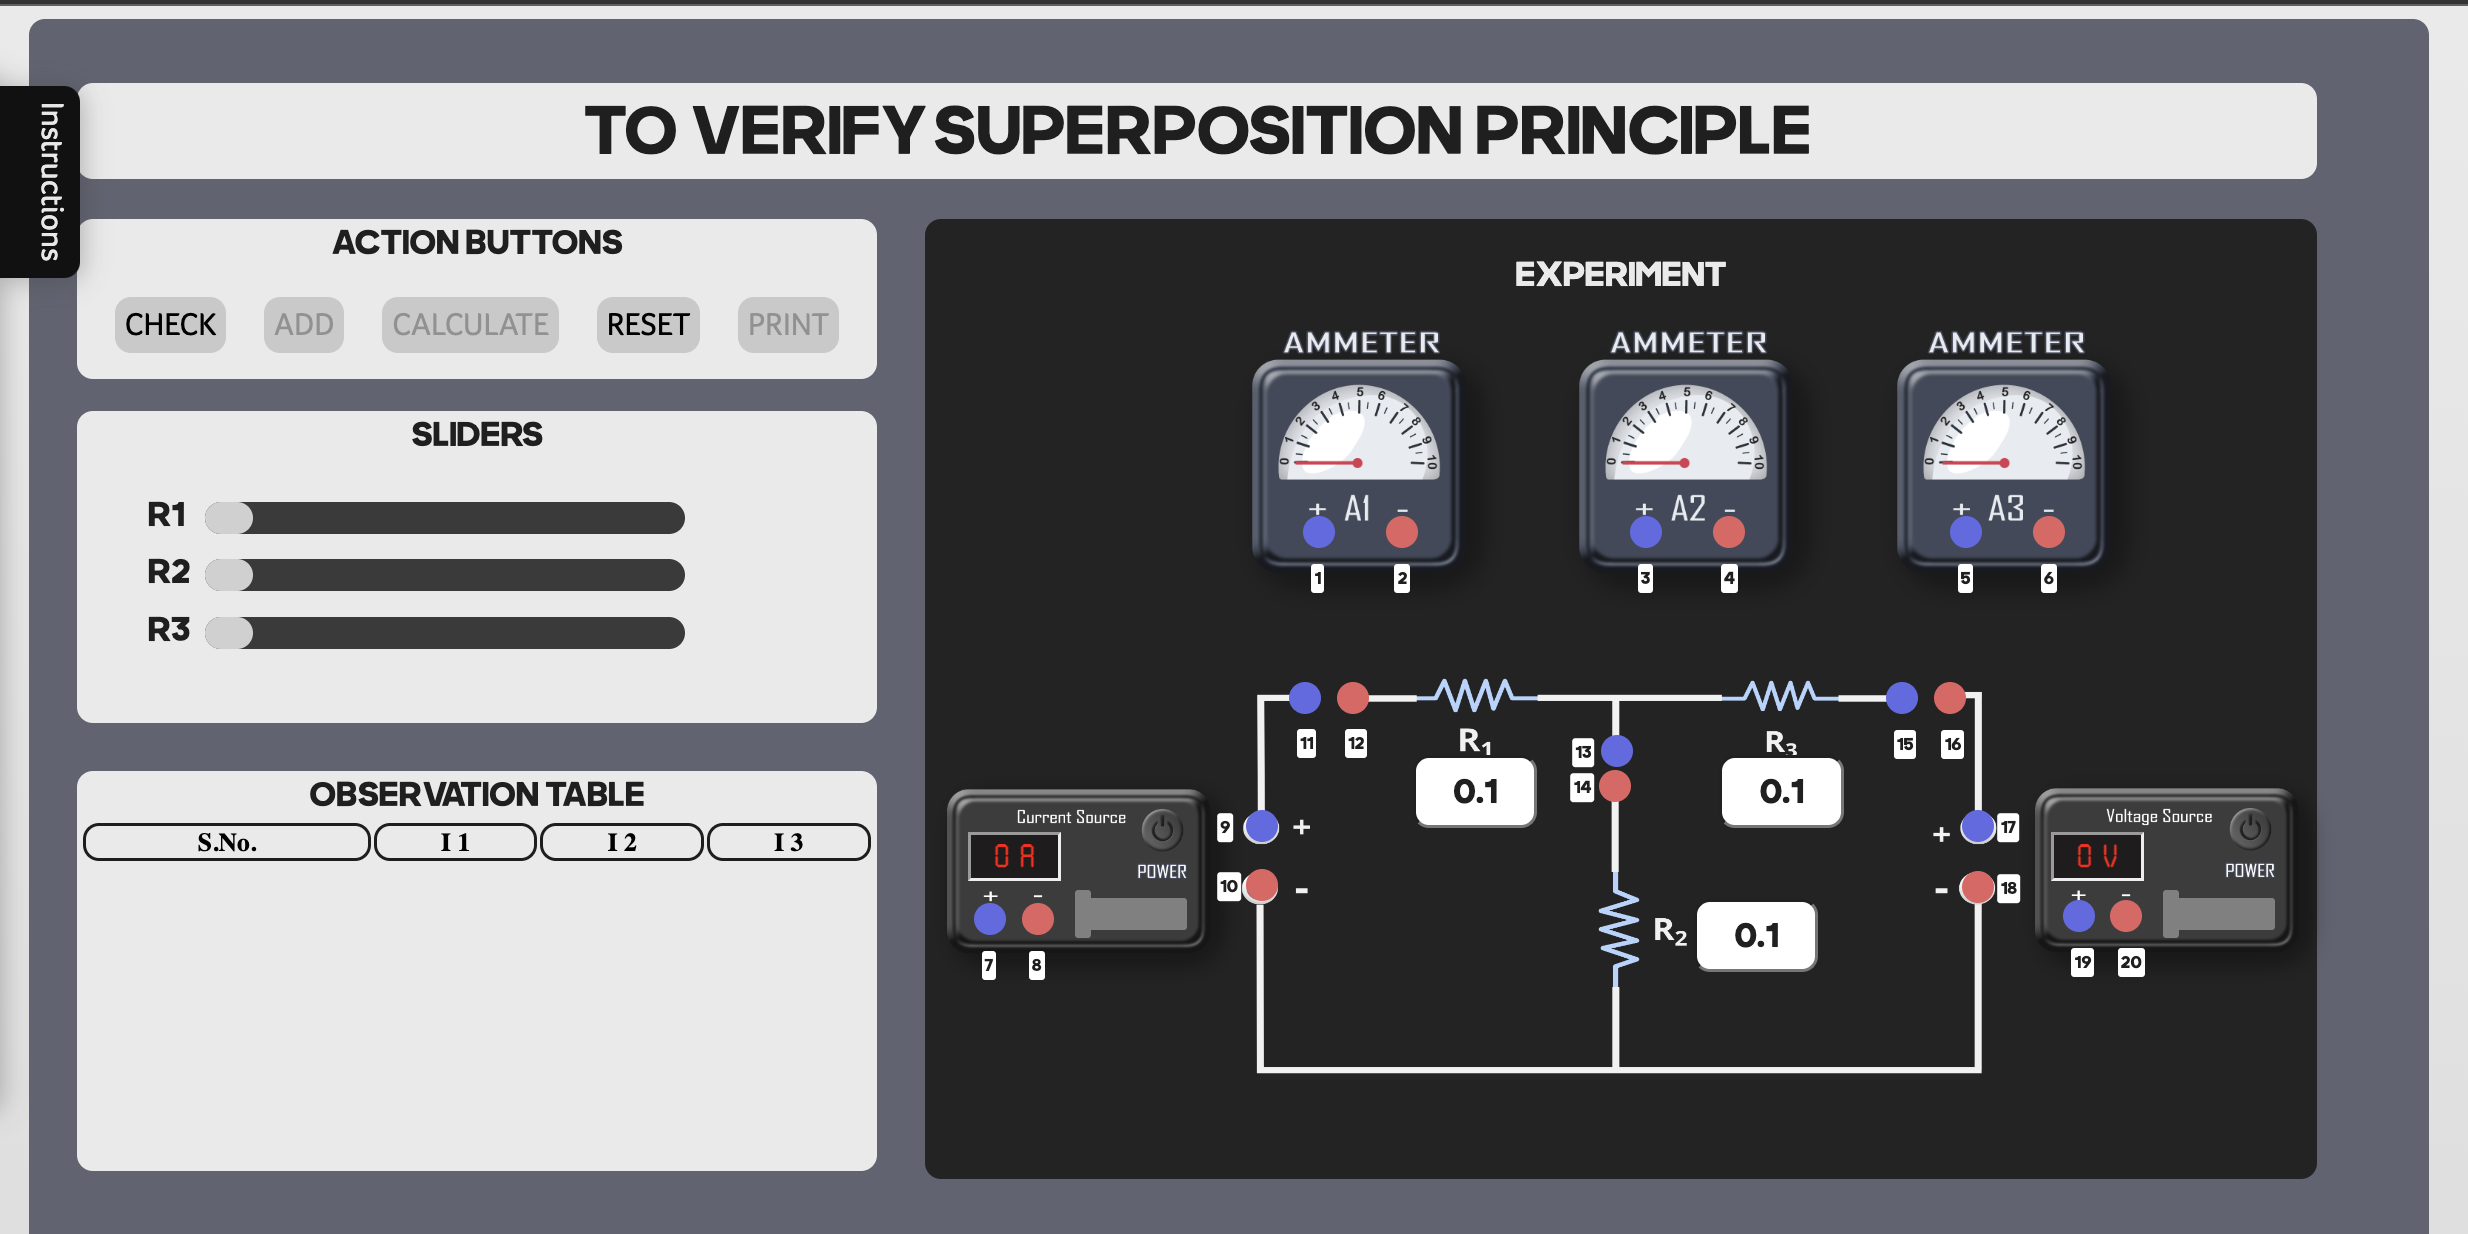 Instructions
TO VERIFY SUPERPOSITION PRINCIPLE
ACTION BUTTONS
CHECK ADD CALCULATE RESET PRINT
SLIDERS
R1
R2
R3
OBSERVATION TABLE
S.No. I 1 I 2 I 3
EXPERIMENT
AMMETER AMMETER AMMETER
0 1 2 3 4 5 6 7 8 9 10
0 1 2 3 4 5 6 7 8 9 10
0 1 2 3 4 5 6 7 8 9 10
+ A1 - + A2 - + A3 -
1 2 3 4 5 6
11 12 R1 13 R3 15 16
14
0.1 0.1
Current Source
0 A
POWER
+ -
7 8
9 +
10 -
R2 0.1
+ 17
- 18
Voltage Source
0 V
POWER
+ -
19 20